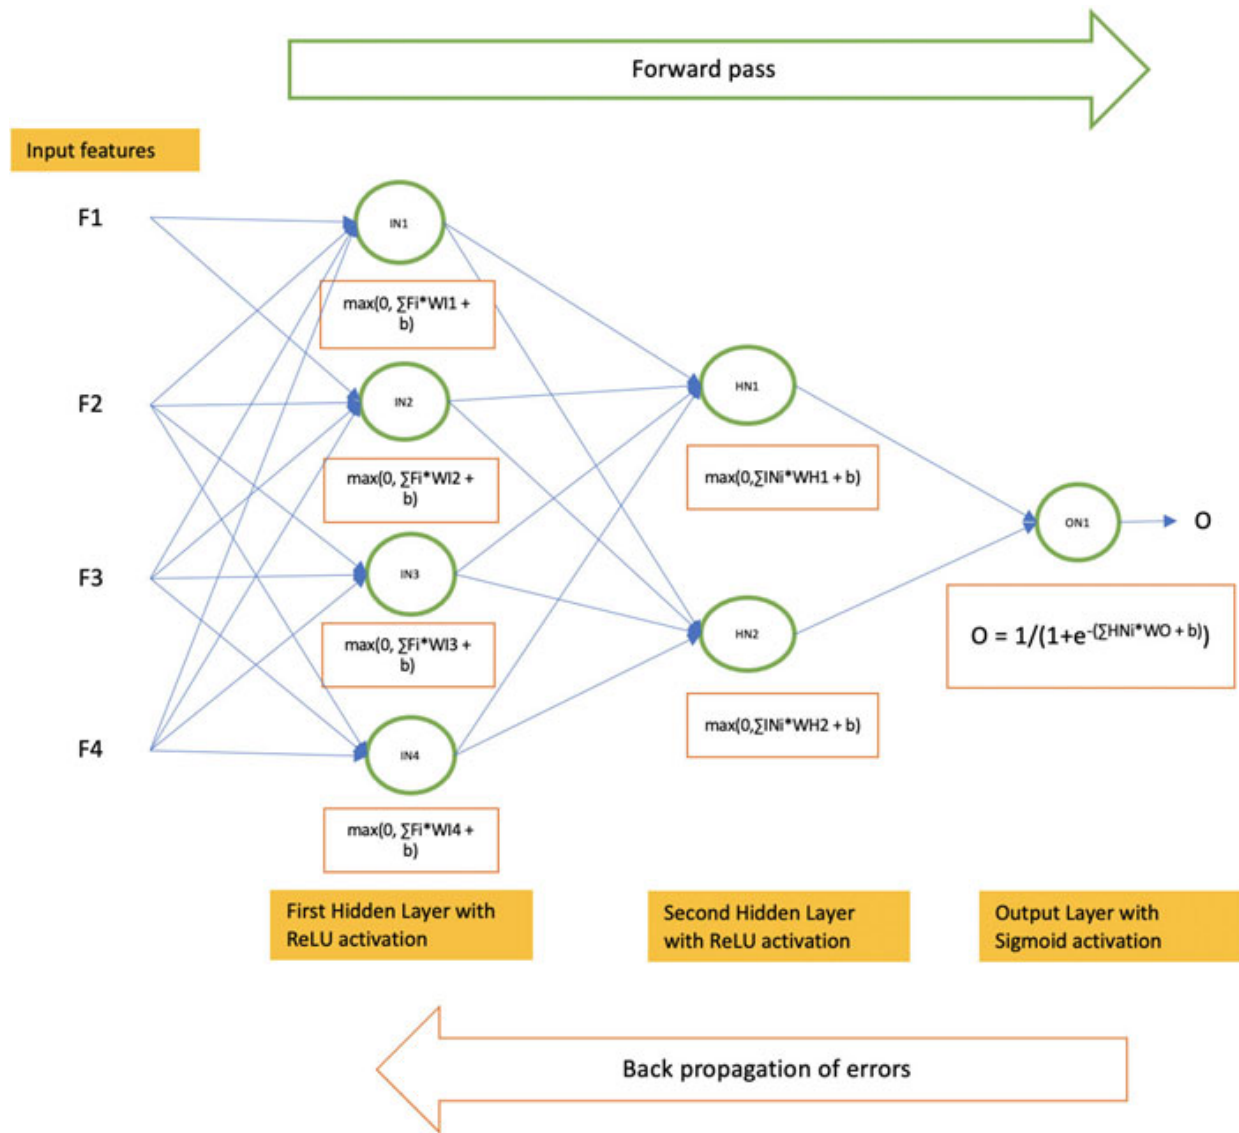 Forward pass
Input features
F1
IN1
max(0, ∑Fi*WI1 +
b)
F2
IN2
HN1
max(0, ∑Fi*WI2 +
b)
max(0,∑INi*WH1 + b)
ON1
O
F3
IN3
O = 1/(1+e-(∑HNi*WO + b))
HN2
max(0, ∑Fi*WI3 +
b)
max(0,∑INi*WH2 + b)
F4
IN4
max(0, ∑Fi*WI4 +
b)
First Hidden Layer with
ReLU activation
Second Hidden Layer
with ReLU activation
Output Layer with
Sigmoid activation
Back propagation of errors